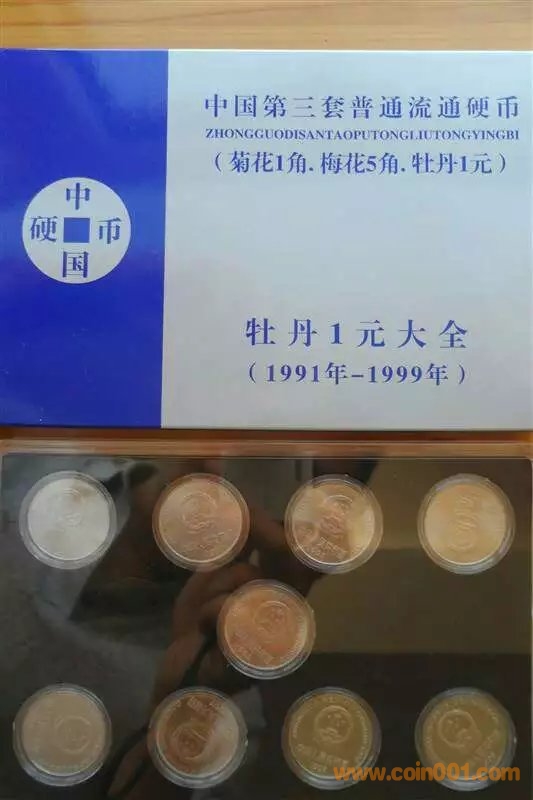 中国第三套普通流通硬币
ZHONGGUODISANTAOPUTONGLIUTONGYINGBI
(菊花1角.梅花5角.牡丹1元)
中
硬 币
国
牡丹1元大全
(1991年-1999年)
www.coin001.com